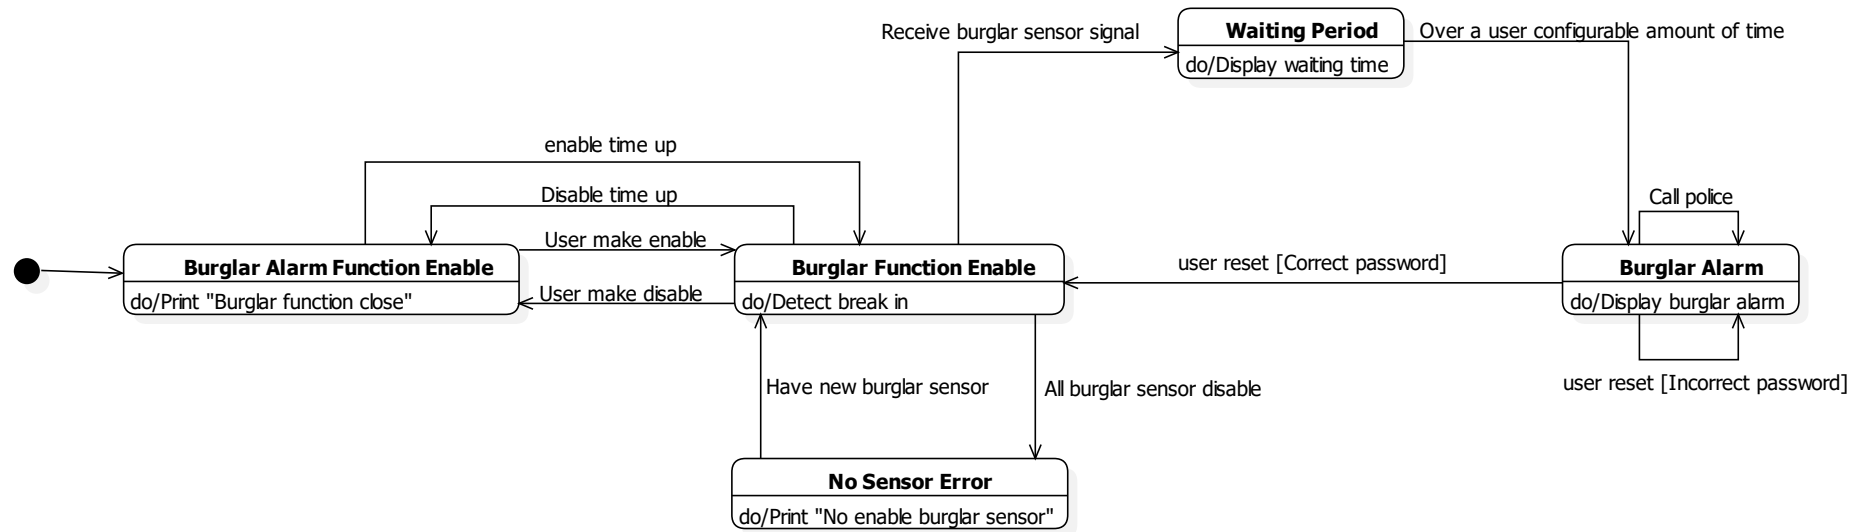 Receive burglar sensor signal
Waiting Period
do/Display waiting time
Over a user configurable amount of time
enable time up
Disable time up
Call police
User make enable
Burglar Alarm Function Enable
do/Print "Burglar function close"
User make disable
Burglar Function Enable
do/Detect break in
user reset [Correct password]
Burglar Alarm
do/Display burglar alarm
user reset [Incorrect password]
Have new burglar sensor
All burglar sensor disable
No Sensor Error
do/Print "No enable burglar sensor"